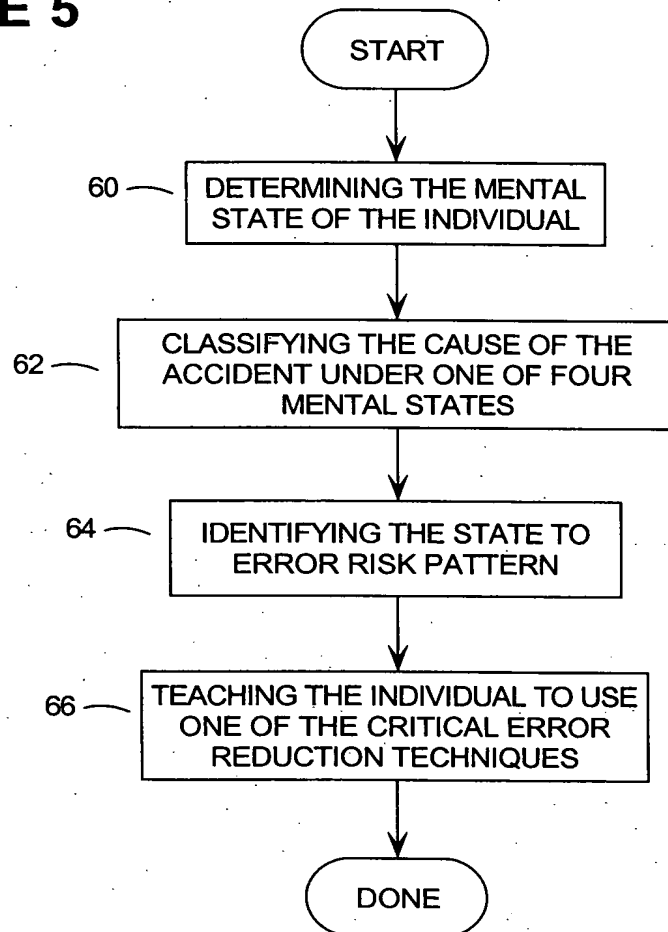 E 5
START
60
DETERMINING THE MENTAL
STATE OF THE INDIVIDUAL
62
CLASSIFYING THE CAUSE OF THE
ACCIDENT UNDER ONE OF FOUR
MENTAL STATES
64
IDENTIFYING THE STATE TO
ERROR RISK PATTERN
66
TEACHING THE INDIVIDUAL TO USE
ONE OF THE CRITICAL ERROR
REDUCTION TECHNIQUES
DONE